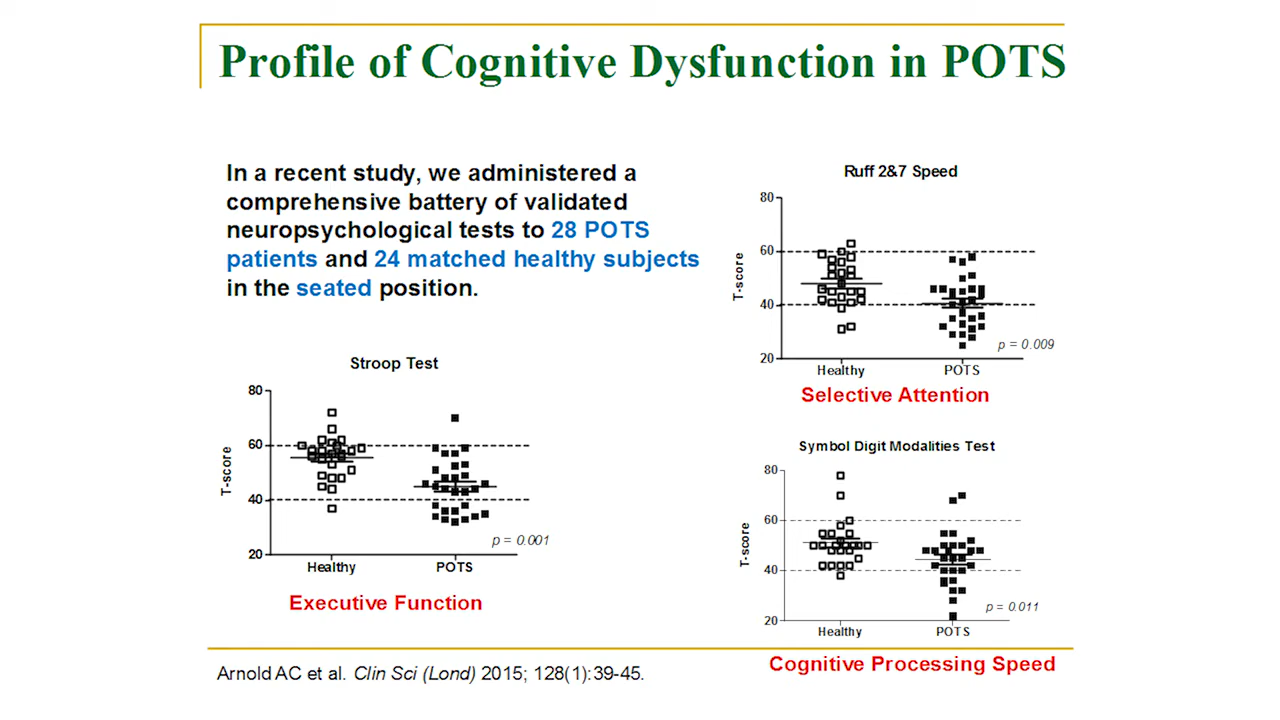 Profile of Cognitive Dysfunction in POTS
In a recent study, we administered a
comprehensive battery of validated
neuropsychological tests to 28 POTS
patients and 24 matched healthy subjects
in the seated position.
Stroop Test
80
60
40
20
T-score
p = 0.001
Healthy
POTS
Executive Function
Ruff 2&7 Speed
80
60
40
20
T-score
p = 0.009
Healthy
POTS
Selective Attention
Symbol Digit Modalities Test
80
60
40
20
T-score
p = 0.011
Healthy
POTS
Cognitive Processing Speed
Arnold AC et al. Clin Sci (Lond) 2015; 128(1):39-45.